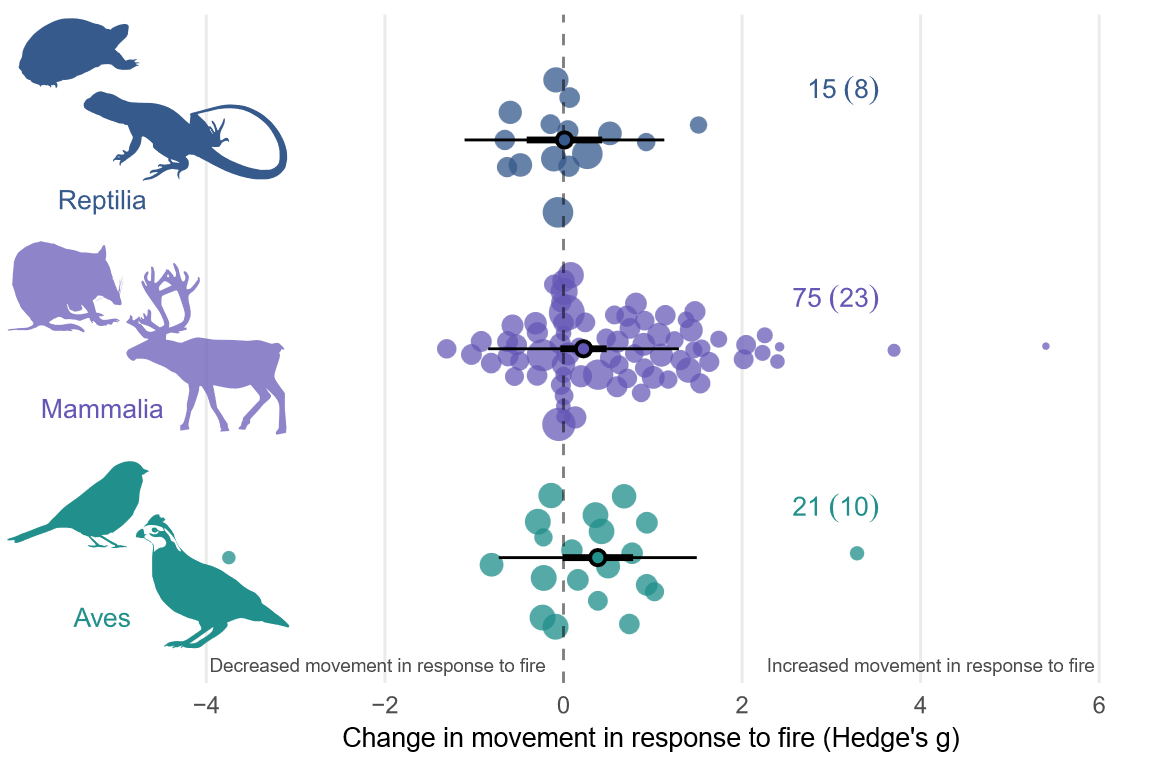 15 (8)
Reptilia
75 (23)
Mammalia
21 (10)
Aves
Decreased movement in response to fire
Increased movement in response to fire
−4
−2
0
2
4
6
Change in movement in response to fire (Hedge's g)